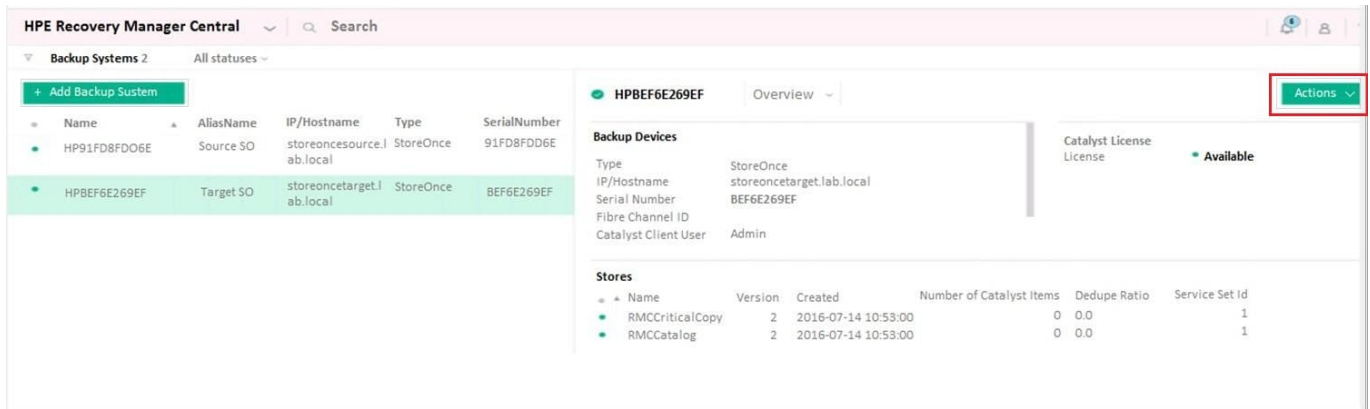 HPE Recovery Manager Central Search 6
Backup Systems 2 All statuses
+ Add Backup Sustem
HPBEF6E269EF Overview Actions
Name AliasName IP/Hostname Type SerialNumber
HP91FD8FDO6E Source SO storeoncesource.l StoreOnce 91FD8FDD6E
ab.local
HPBEF6E269EF Target SO storeoncetarget.l StoreOnce BEF6E269EF
ab.local
Backup Devices
Type StoreOnce
IP/Hostname storeoncetarget.lab.local
Serial Number BEF6E269EF
Fibre Channel ID
Catalyst Client User Admin
Catalyst License
License Available
Stores
Name Version Created Number of Catalyst Items Dedupe Ratio Service Set Id
RMCCriticalCopy 2 2016-07-14 10:53:00 0 0.0 1
RMCCatalog 2 2016-07-14 10:53:00 0 0.0 1